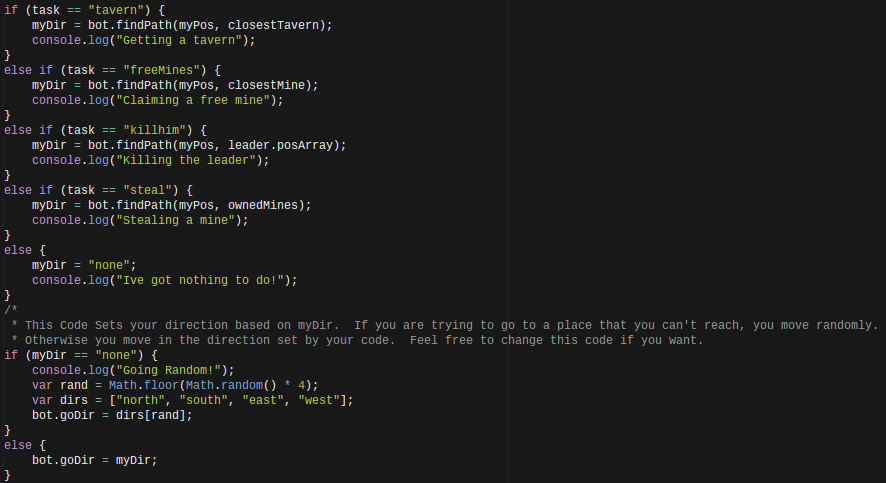 if (task == "tavern") {
    myDir = bot.findPath(myPos, closestTavern);
    console.log("Getting a tavern");
}
else if (task == "freeMines") {
    myDir = bot.findPath(myPos, closestMine);
    console.log("Claiming a free mine");
}
else if (task == "killhim") {
    myDir = bot.findPath(myPos, leader.posArray);
    console.log("Killing the leader");
}
else if (task == "steal") {
    myDir = bot.findPath(myPos, ownedMines);
    console.log("Stealing a mine");
}
else {
    myDir = "none";
    console.log("Ive got nothing to do!");
}
/*
 * This Code Sets your direction based on myDir.  If you are trying to go to a place that you can't reach, you move randomly.
 * Otherwise you move in the direction set by your code.  Feel free to change this code if you want.
if (myDir == "none") {
    console.log("Going Random!");
    var rand = Math.floor(Math.random() * 4);
    var dirs = ["north", "south", "east", "west"];
    bot.goDir = dirs[rand];
}
else {
    bot.goDir = myDir;
}